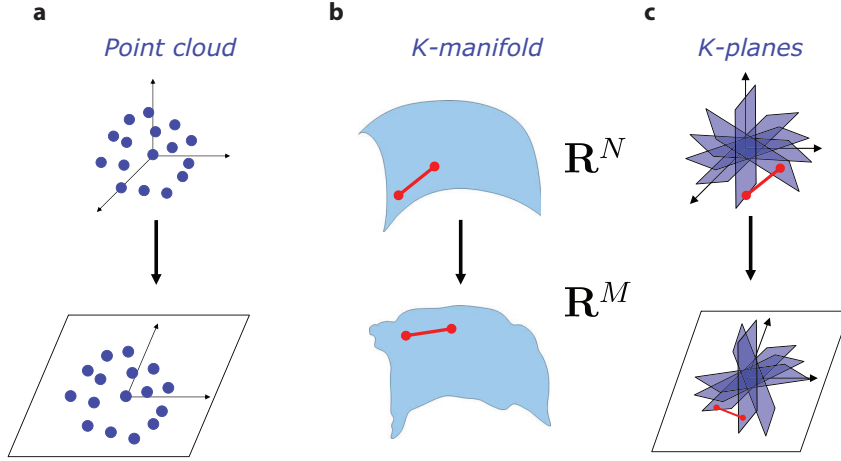 a
Point cloud
b
K-manifold
c
K-planes
R^N
R^M